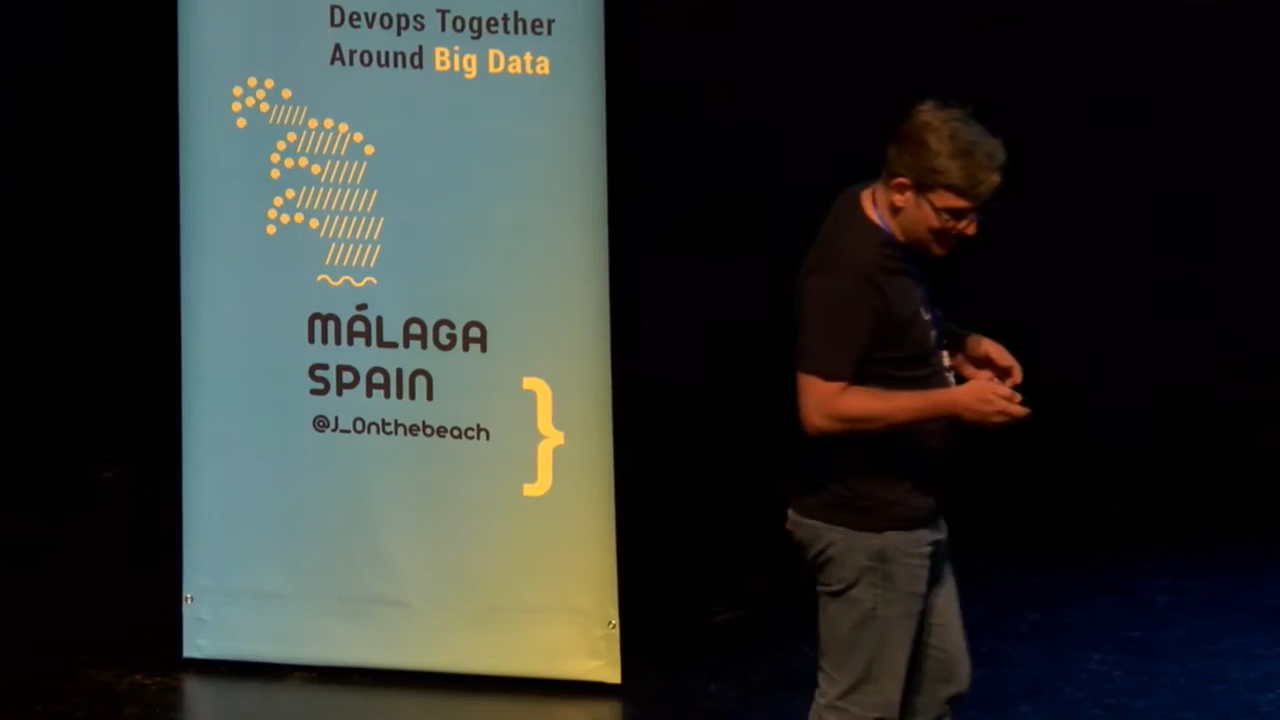 Devops Together
Around Big Data
MÁLAGA
SPAIN
@J_Onthebeach
}